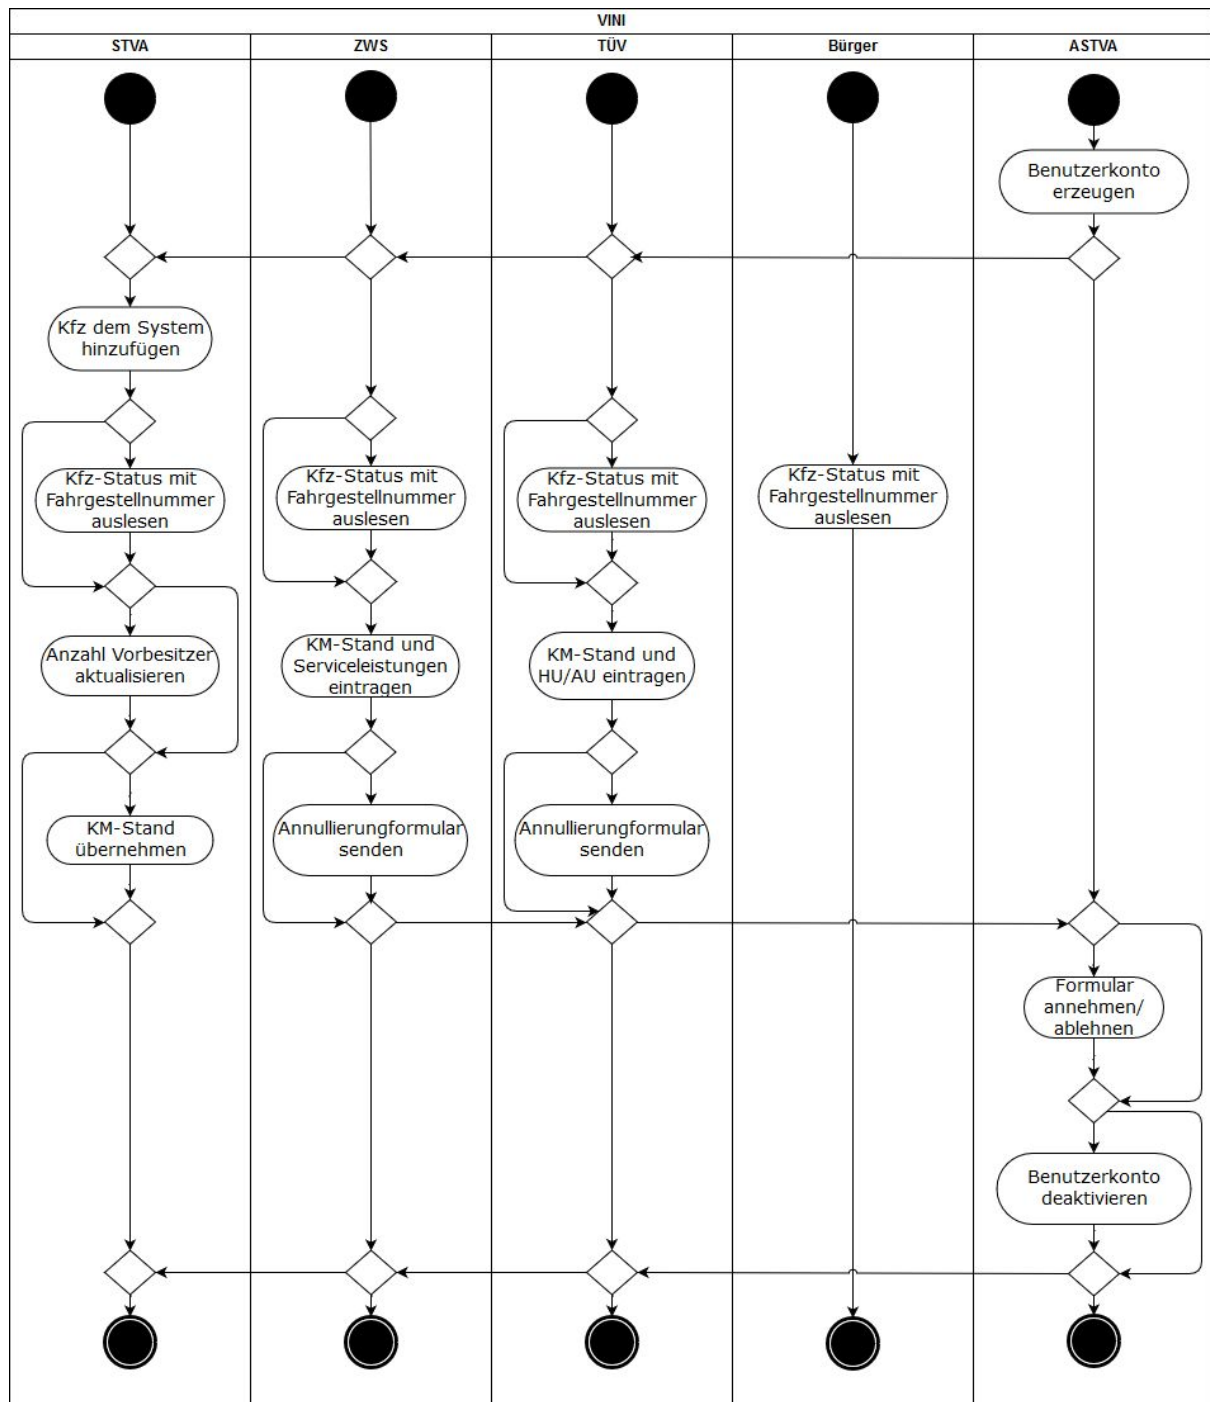 VINI
STVA
ZWS
TÜV
Bürger
ASTVA
Benutzerkonto
erzeugen
Kfz dem System
hinzufügen
Kfz-Status mit
Fahrgestellnummer
auslesen
Kfz-Status mit
Fahrgestellnummer
auslesen
Kfz-Status mit
Fahrgestellnummer
auslesen
Kfz-Status mit
Fahrgestellnummer
auslesen
Anzahl Vorbesitzer
aktualisieren
KM-Stand und
Serviceleistungen
eintragen
KM-Stand und
HU/AU eintragen
KM-Stand
übernehmen
Annullierungformular
senden
Annullierungformular
senden
Formular
annehmen/
ablehnen
Benutzerkonto
deaktivieren